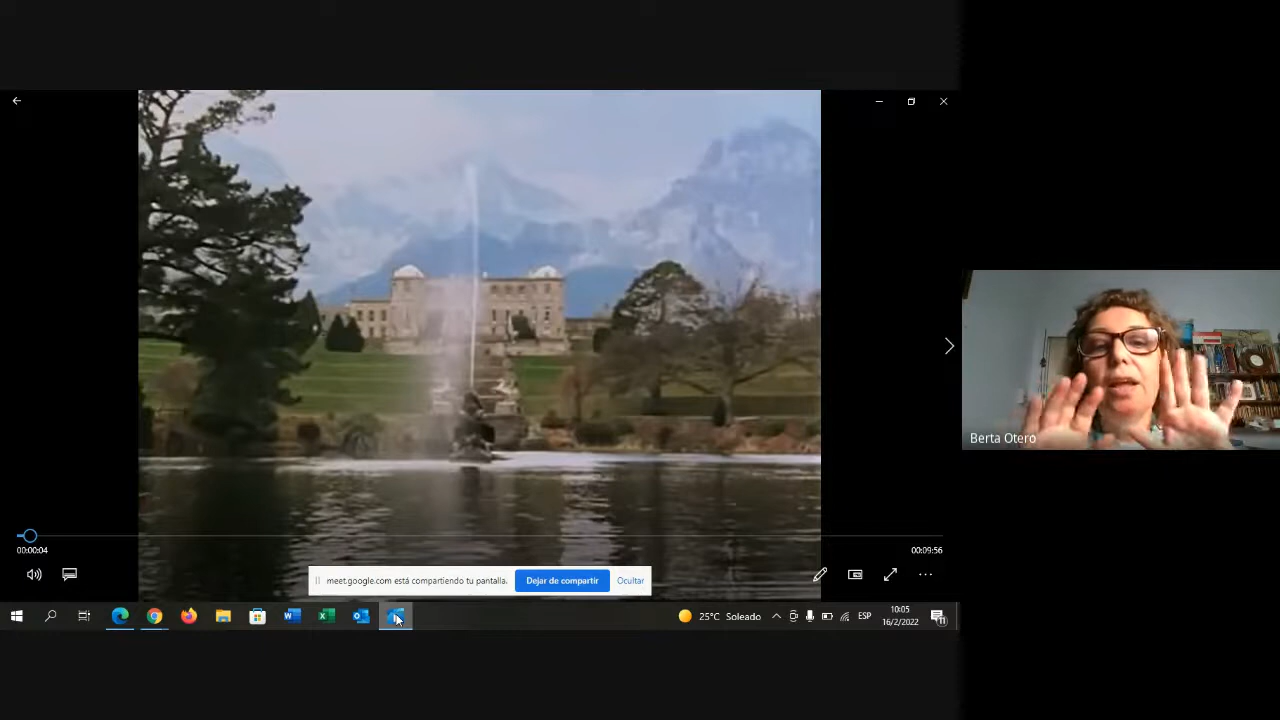 00:00:04
00:09:56
meet.google.com está compartiendo tu pantalla.
Dejar de compartir
Ocultar
Berta Otero
25°C Soleado
ESP
10:05
16/2/2022